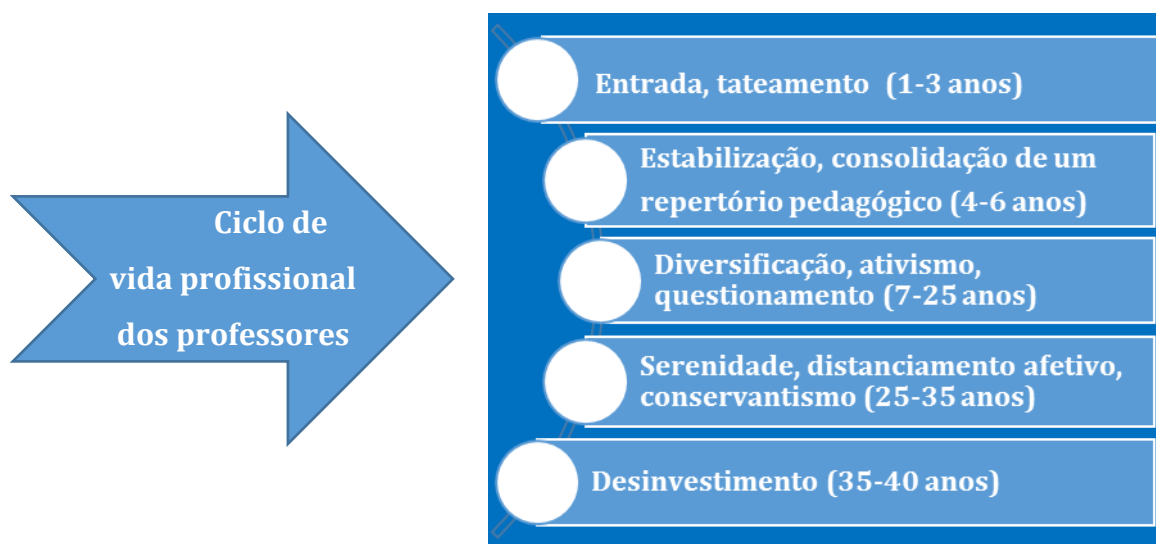 Ciclo de
vida profissional
dos professores
Entrada, tateamento (1-3 anos)
Estabilização, consolidação de um
repertório pedagógico (4-6 anos)
Diversificação, ativismo,
questionamento (7-25 anos)
Serenidade, distanciamento afetivo,
conservantismo (25-35 anos)
Desinvestimento (35-40 anos)